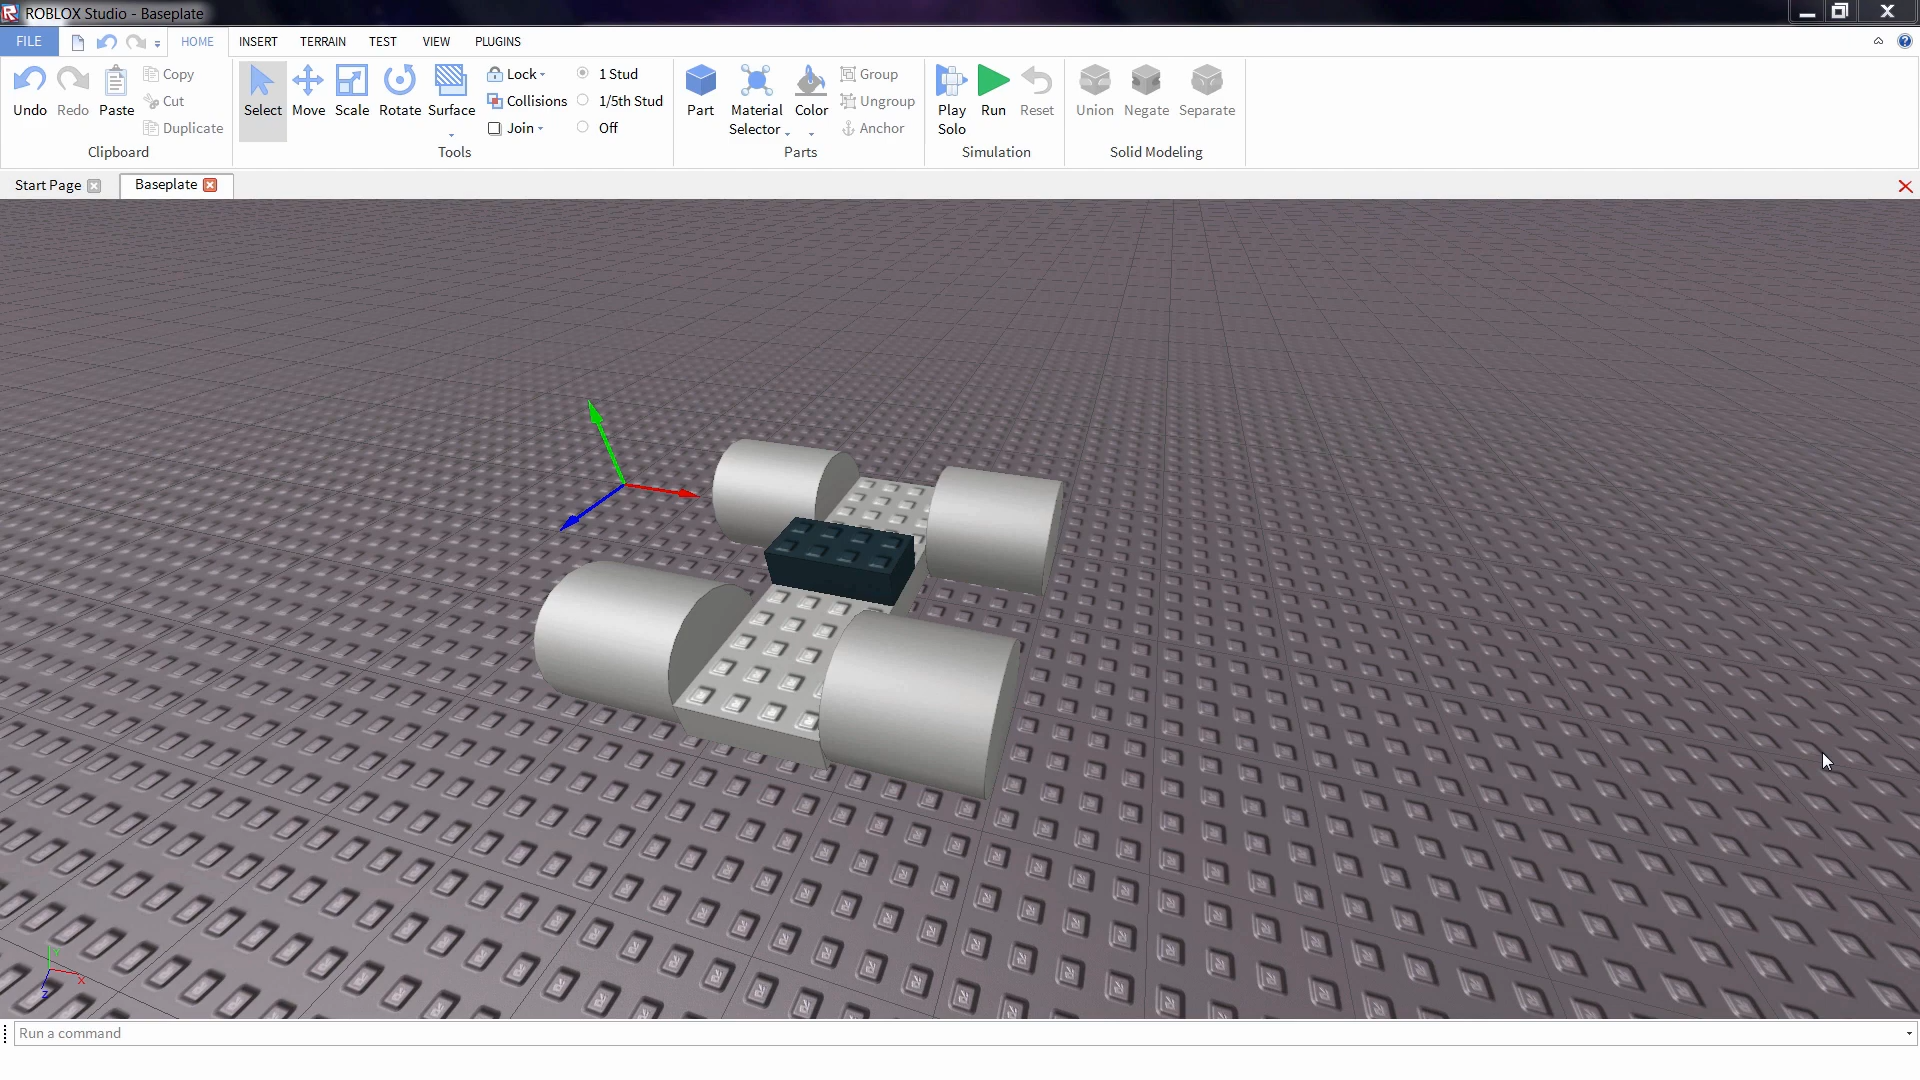 ROBLOX Studio - Baseplate
FILE HOME INSERT TERRAIN TEST VIEW PLUGINS
Undo Redo Paste Copy Cut Duplicate
Clipboard
Select Move Scale Rotate Surface
Lock
Collisions
Join
1 Stud
1/5th Stud
Off
Tools
Part
Material Selector
Color
Group
Ungroup
Anchor
Parts
Play Solo
Run
Reset
Simulation
Union Negate Separate
Solid Modeling
Start Page Baseplate
X
Z
Run a command